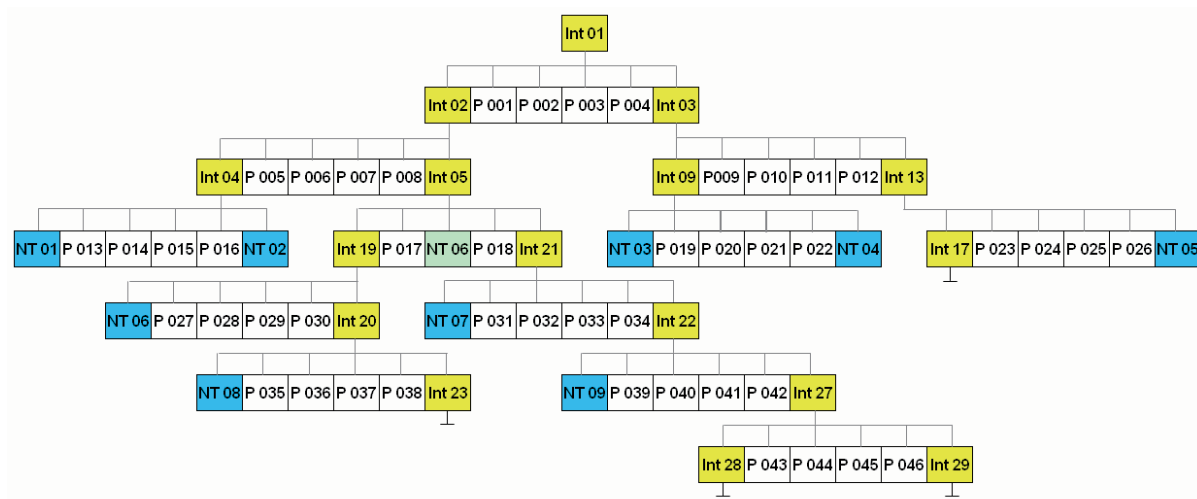 Int 01
Int 02 P 001 P 002 P 003 P 004 Int 03
Int 04 P 005 P 006 P 007 P 008 Int 05 Int 09 P009 P 010 P 011 P 012 Int 13
NT 01 P 013 P 014 P 015 P 016 NT 02 Int 19 P 017 NT 06 P 018 Int 21 NT 03 P 019 P 020 P 021 P 022 NT 04 Int 17 P 023 P 024 P 025 P 026 NT 05
NT 06 P 027 P 028 P 029 P 030 Int 20 NT 07 P 031 P 032 P 033 P 034 Int 22
NT 08 P 035 P 036 P 037 P 038 Int 23 NT 09 P 039 P 040 P 041 P 042 Int 27
Int 28 P 043 P 044 P 045 P 046 Int 29